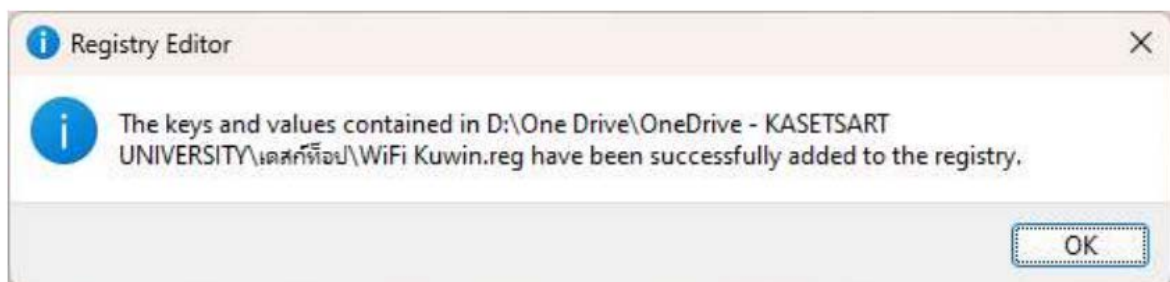 Registry Editor
The keys and values contained in D:\One Drive\OneDrive - KASETSART
UNIVERSITY\เดสก์ท็อป\WiFi Kuwin.reg have been successfully added to the registry.
OK